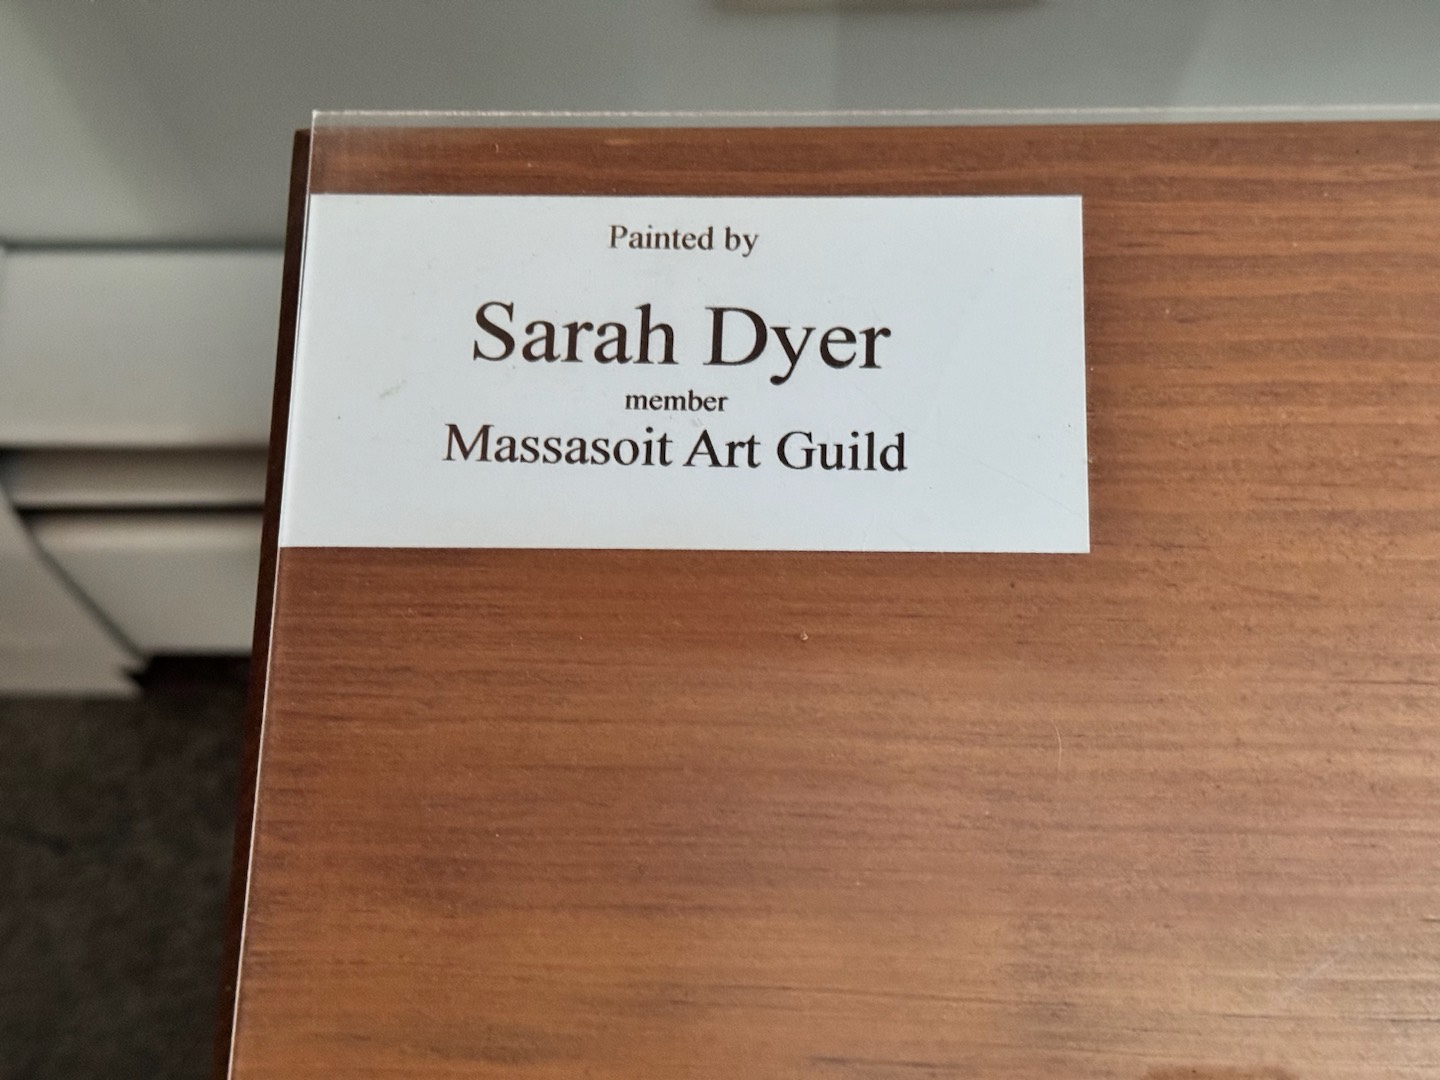 Painted by
Sarah Dyer
member
Massasoit Art Guild